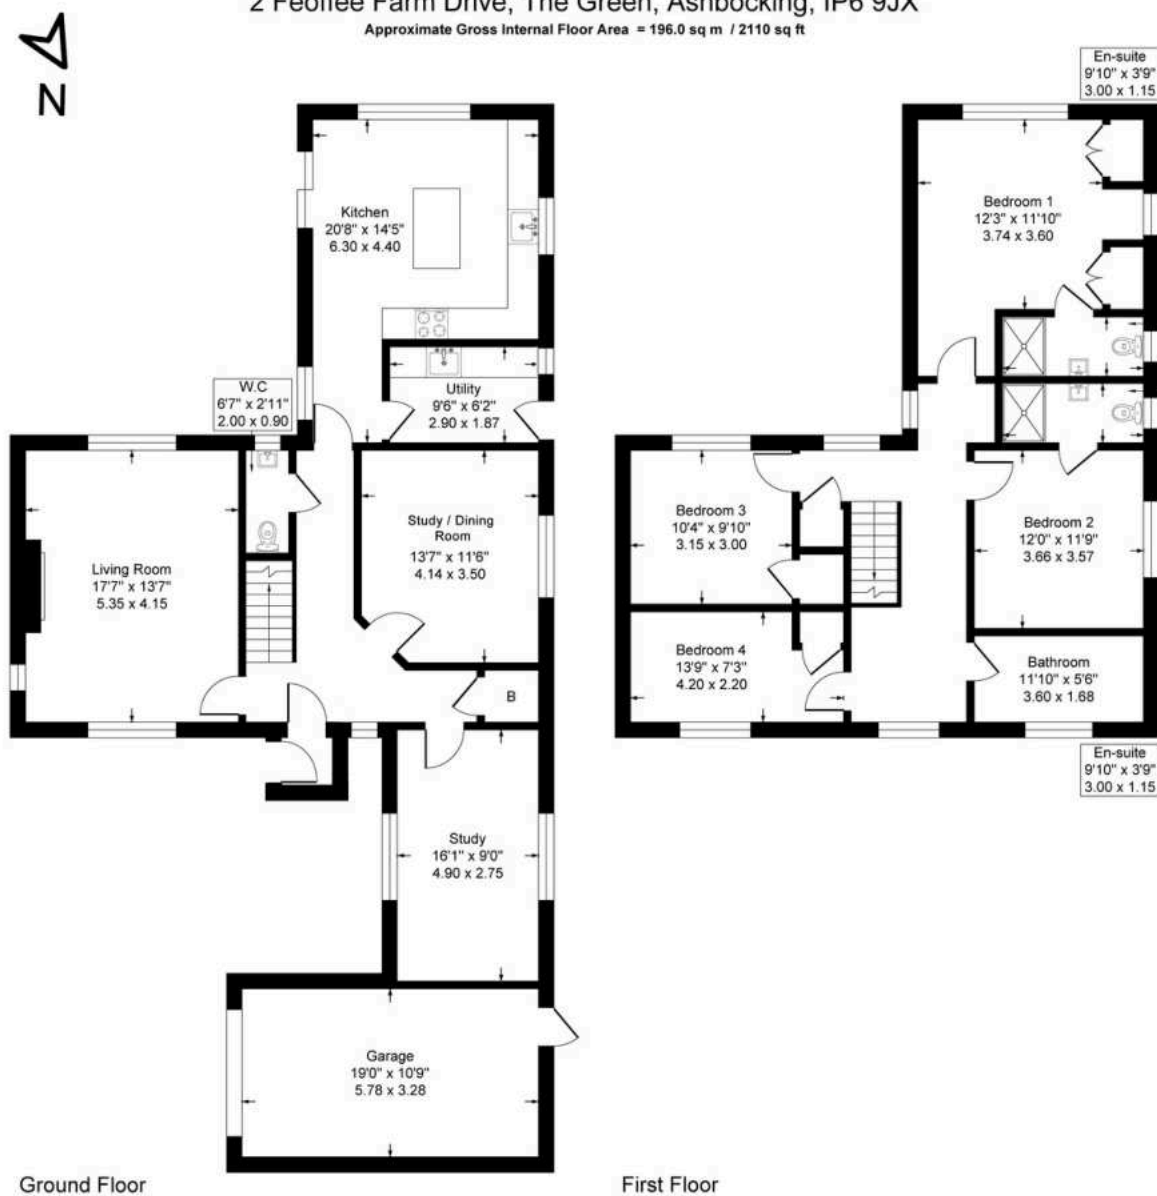 2 Feoffee Farm Drive, The Green, Ashbocking, IP6 9JX
Approximate Gross Internal Floor Area = 196.0 sq m / 2110 sq ft
N
En-suite
9'10" x 3'9"
3.00 x 1.15
Kitchen
20'8" x 14'5"
6.30 x 4.40
Bedroom 1
12'3" x 11'10"
3.74 x 3.60
W.C
6'7" x 2'11"
2.00 x 0.90
Utility
9'6" x 6'2"
2.90 x 1.87
Living Room
17'7" x 13'7"
5.35 x 4.15
Study / Dining
Room
13'7" x 11'6"
4.14 x 3.50
Bedroom 3
10'4" x 9'10"
3.15 x 3.00
Bedroom 2
12'0" x 11'9"
3.66 x 3.57
Bedroom 4
13'9" x 7'3"
4.20 x 2.20
Bathroom
11'10" x 5'6"
3.60 x 1.68
B
En-suite
9'10" x 3'9"
3.00 x 1.15
Study
16'1" x 9'0"
4.90 x 2.75
Garage
19'0" x 10'9"
5.78 x 3.28
Ground Floor
First Floor